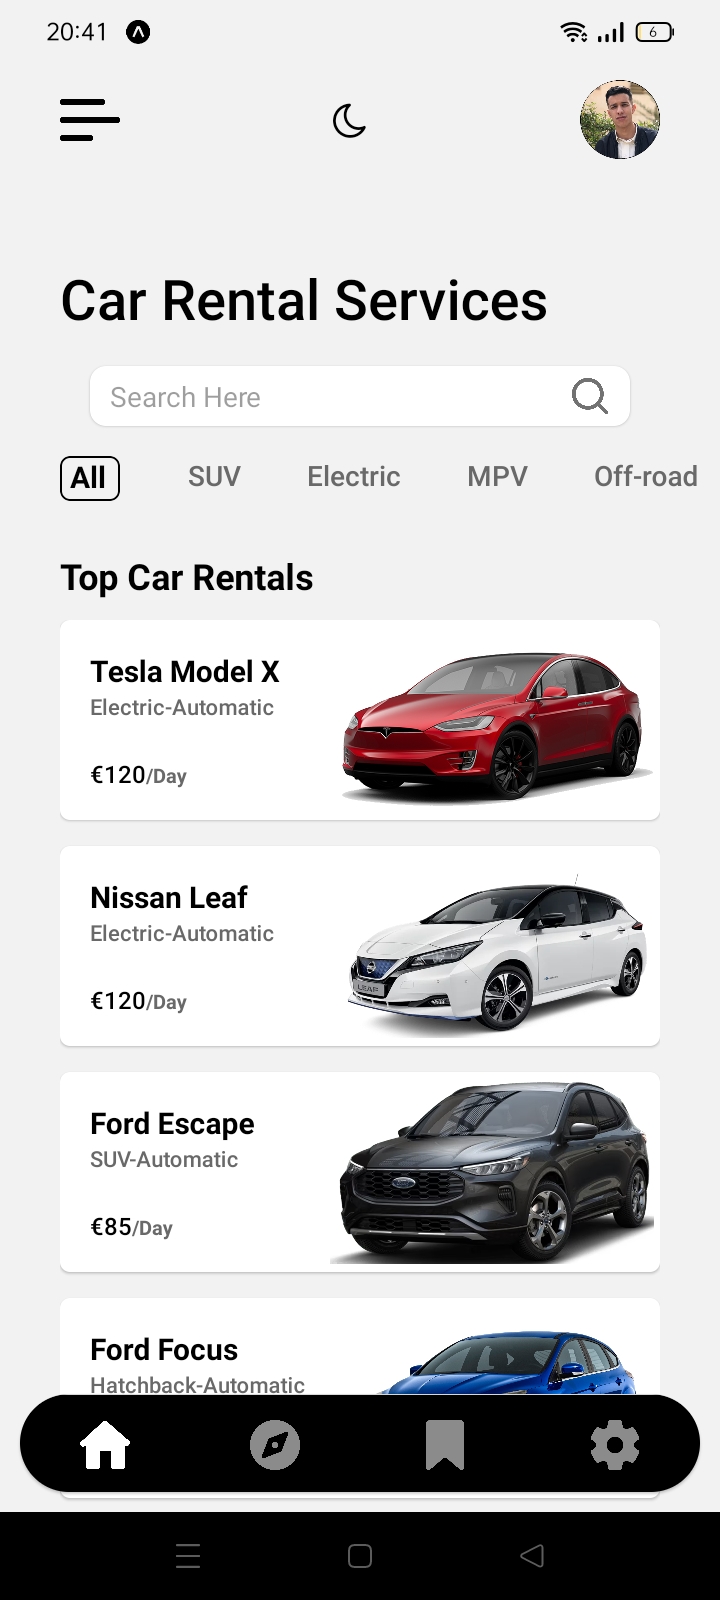 20:41
6
Car Rental Services
Search Here
All SUV Electric MPV Off-road
Top Car Rentals
Tesla Model X
Electric-Automatic
€120/Day
Nissan Leaf
Electric-Automatic
€120/Day
LEAF
Ford Escape
SUV-Automatic
€85/Day
Ford
Ford Focus
Hatchback-Automatic